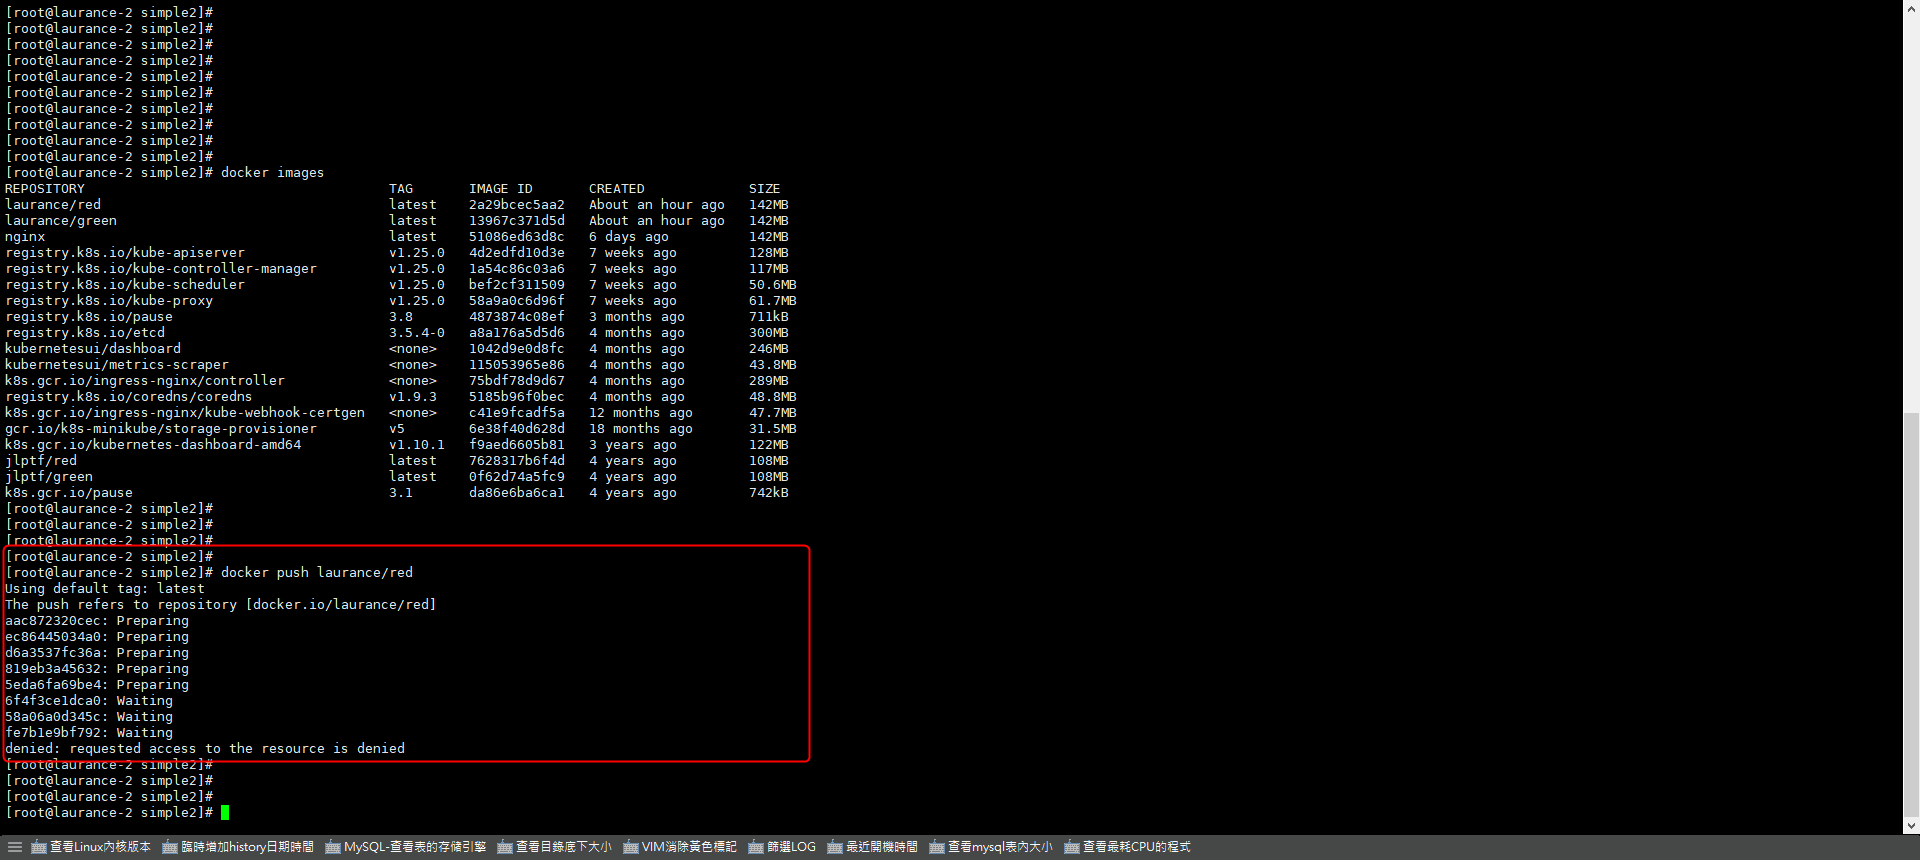 [root@laurance-2 simple2]#
[root@laurance-2 simple2]#
[root@laurance-2 simple2]#
[root@laurance-2 simple2]#
[root@laurance-2 simple2]#
[root@laurance-2 simple2]#
[root@laurance-2 simple2]#
[root@laurance-2 simple2]#
[root@laurance-2 simple2]#
[root@laurance-2 simple2]#
[root@laurance-2 simple2]# docker images
REPOSITORY TAG IMAGE ID CREATED SIZE
laurance/red latest 2a29bcec5aa2 About an hour ago 142MB
laurance/green latest 13967c371d5d About an hour ago 142MB
nginx latest 51086ed63d8c 6 days ago 142MB
registry.k8s.io/kube-apiserver v1.25.0 4d2edfd10d3e 7 weeks ago 128MB
registry.k8s.io/kube-controller-manager v1.25.0 1a54c86c03a6 7 weeks ago 117MB
registry.k8s.io/kube-scheduler v1.25.0 bef2cf311509 7 weeks ago 50.6MB
registry.k8s.io/kube-proxy v1.25.0 58a9a0c6d96f 7 weeks ago 61.7MB
registry.k8s.io/pause 3.8 4873874c08ef 3 months ago 711kB
registry.k8s.io/etcd 3.5.4-0 a8a176a5d5d6 4 months ago 300MB
kubernetesui/dashboard <none> 1042d9e0d8fc 4 months ago 246MB
kubernetesui/metrics-scraper <none> 115053965e86 4 months ago 43.8MB
k8s.gcr.io/ingress-nginx/controller <none> 75bdf78d9d67 4 months ago 289MB
registry.k8s.io/coredns/coredns v1.9.3 5185b96f0bec 4 months ago 48.8MB
k8s.gcr.io/ingress-nginx/kube-webhook-certgen <none> c41e9fcadf5a 12 months ago 47.7MB
gcr.io/k8s-minikube/storage-provisioner v5 6e38f40d628d 18 months ago 31.5MB
k8s.gcr.io/kubernetes-dashboard-amd64 v1.10.1 f9aed6605b81 3 years ago 122MB
jlptf/red latest 7628317b6f4d 4 years ago 108MB
jlptf/green latest 0f62d74a5fc9 4 years ago 108MB
k8s.gcr.io/pause 3.1 da86e6ba6ca1 4 years ago 742kB
[root@laurance-2 simple2]#
[root@laurance-2 simple2]#
[root@laurance-2 simple2]#
[root@laurance-2 simple2]#
[root@laurance-2 simple2]# docker push laurance/red
Using default tag: latest
The push refers to repository [docker.io/laurance/red]
aac872320cec: Preparing
ec86445034a0: Preparing
d6a3537fc36a: Preparing
819eb3a45632: Preparing
5eda6fa69be4: Preparing
6f4f3ce1dca0: Waiting
58a06a0d345c: Waiting
fe7b1e9bf792: Waiting
denied: requested access to the resource is denied
[root@laurance-2 simple2]#
[root@laurance-2 simple2]#
[root@laurance-2 simple2]#
[root@laurance-2 simple2]#
查看Linux內核版本 臨時增加history日期時間 MySQL-查看表的存储引擎 查看目錄底下大小 VIM消除黃色標記 篩選LOG 最近開機時間 查看mysql表內大小 查看最耗CPU的程式